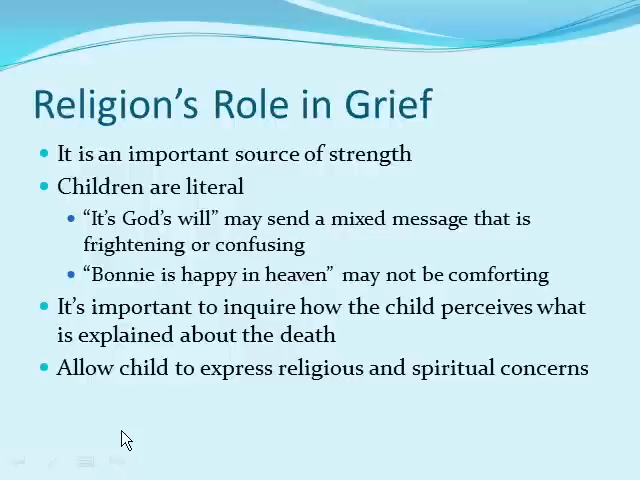 Religion’s Role in Grief
It is an important source of strength
Children are literal
“It’s God’s will” may send a mixed message that is
frightening or confusing
“Bonnie is happy in heaven” may not be comforting
It’s important to inquire how the child perceives what
is explained about the death
Allow child to express religious and spiritual concerns